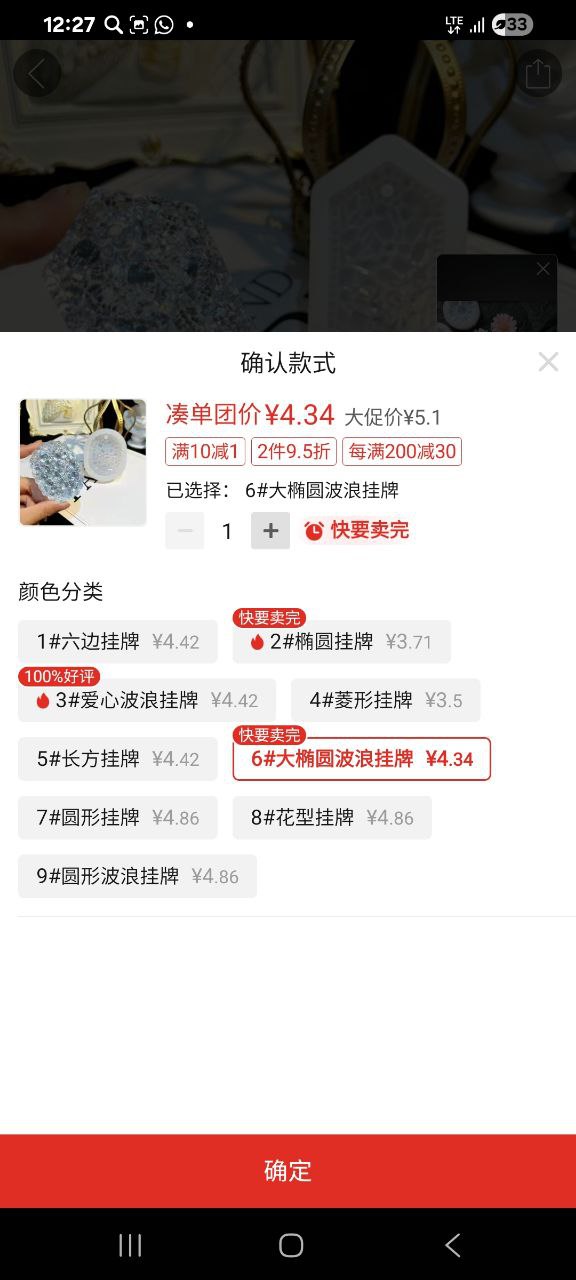 12:27 LTE 33
ND
确认款式
凑单团价¥4.34 大促价¥5.1
满10减1 2件9.5折 每满200减30
已选择： 6#大椭圆波浪挂牌
1 快要卖完
颜色分类
快要卖完
1#六边挂牌 ¥4.42 2#椭圆挂牌 ¥3.71
100%好评
3#爱心波浪挂牌 ¥4.42 4#菱形挂牌 ¥3.5
快要卖完
5#长方挂牌 ¥4.42 6#大椭圆波浪挂牌 ¥4.34
7#圆形挂牌 ¥4.86 8#花型挂牌 ¥4.86
9#圆形波浪挂牌 ¥4.86
确定